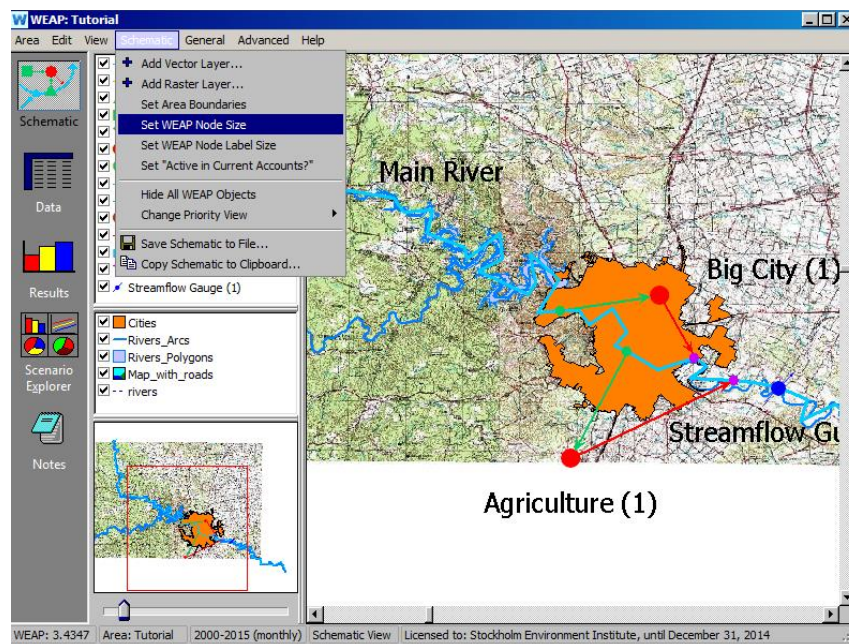 WEAP: Tutorial
Area Edit View Schematic General Advanced Help
Add Vector Layer...
Add Raster Layer...
Set Area Boundaries
Set WEAP Node Size
Set WEAP Node Label Size
Set "Active in Current Accounts?"
Hide All WEAP Objects
Change Priority View
Save Schematic to File...
Copy Schematic to Clipboard...
Schematic
Data
Results
Scenario
Explorer
Notes
Streamflow Gauge (1)
Cities
Rivers_Arcs
Rivers_Polygons
Map_with_roads
rivers
Main River
Big City (1)
Streamflow Gu
Agriculture (1)
WEAP: 3.4347 Area: Tutorial 2000-2015 (monthly) Schematic View Licensed to: Stockholm Environment Institute, until December 31, 2014